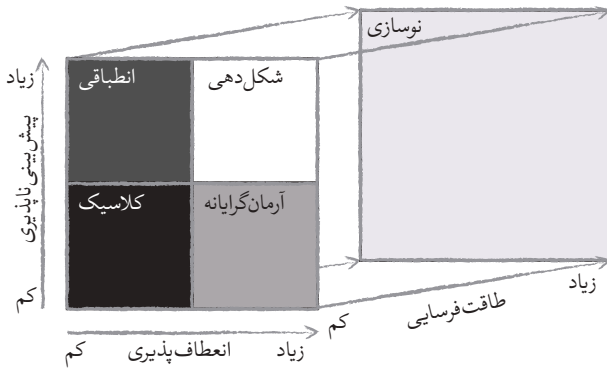 نوسازی
زیاد
انطباقی
شکل‌دهی
پیش‌بینی‌ناپذیری
کلاسیک
آرمان‌گرایانه
کم
زیاد
طاقت‌فرسایی
کم
کم
انعطاف‌پذیری
زیاد